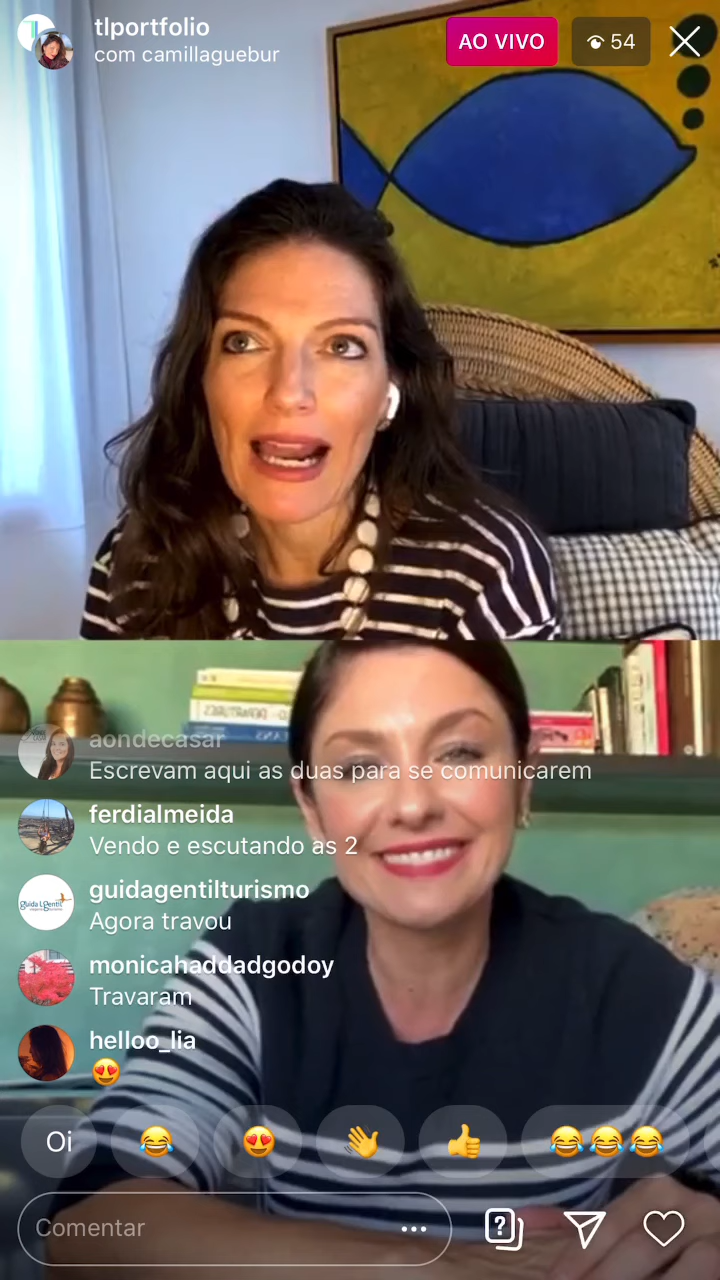 tlportfolio
com camillaguebur
AO VIVO
54
DEPARTURES
aondecasar
Escrevam aqui as duas para se comunicarem
ferdialmeida
Vendo e escutando as 2
guidagentilturismo
Agora travou
monicahaddadgodoy
Travaram
helloo_lia
😍
Oi
😂
😍
👋
👍
😂😂😂
Comentar